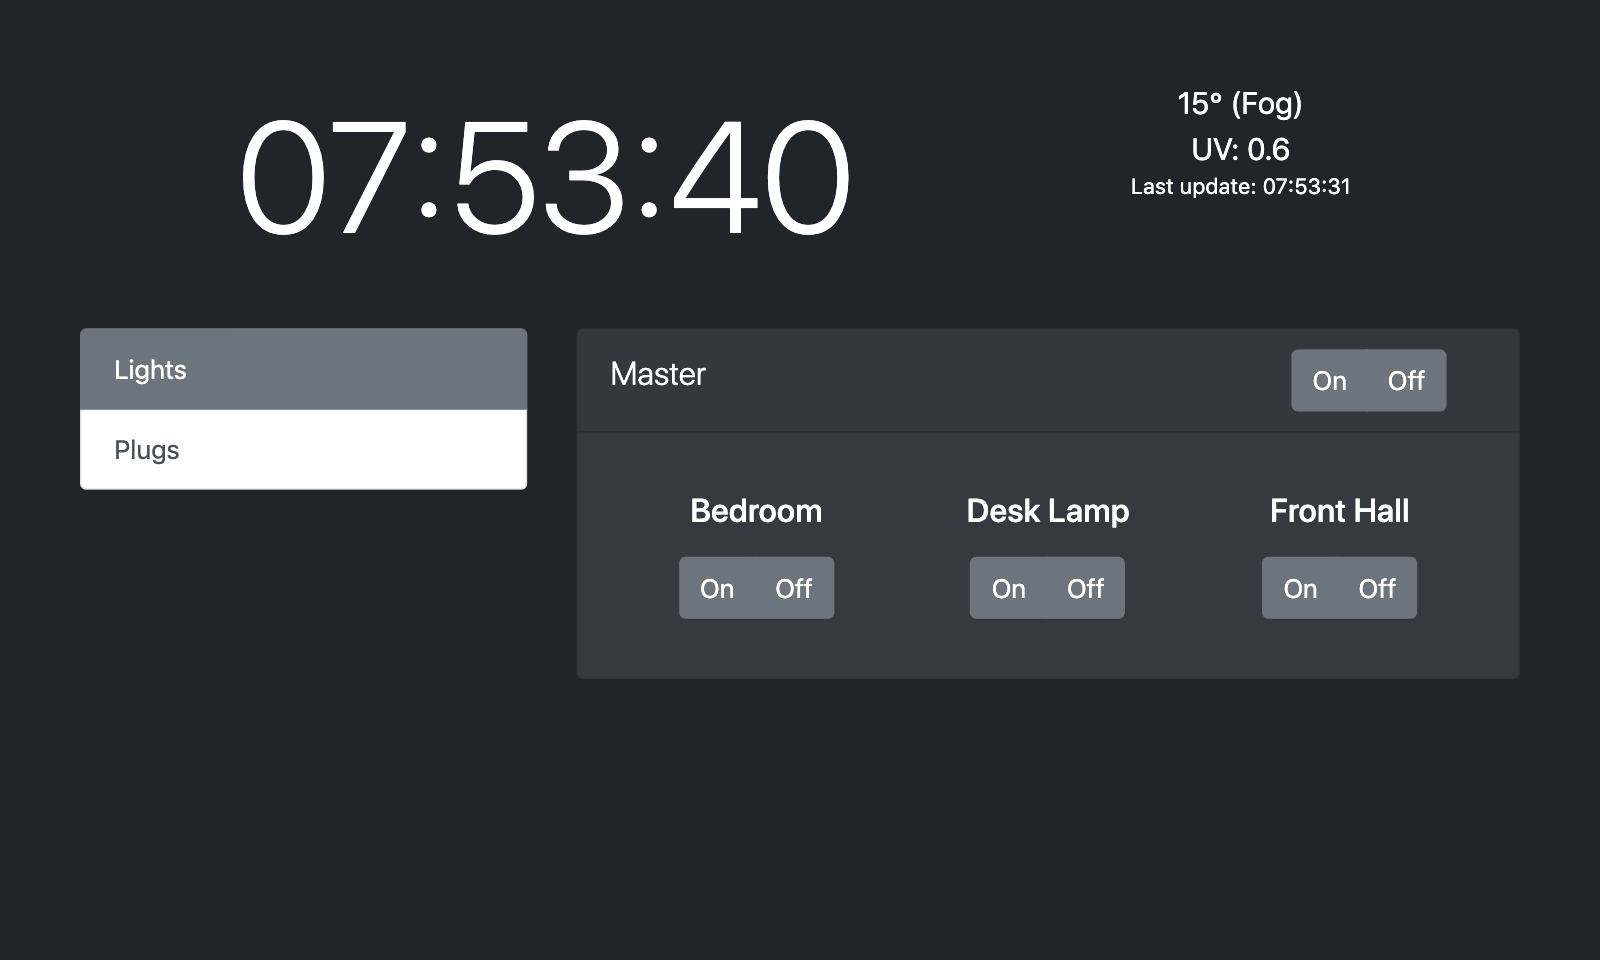 07:53:40
15° (Fog)
UV: 0.6
Last update: 07:53:31
Lights
Plugs
Master
On Off
Bedroom Desk Lamp Front Hall
On Off On Off On Off